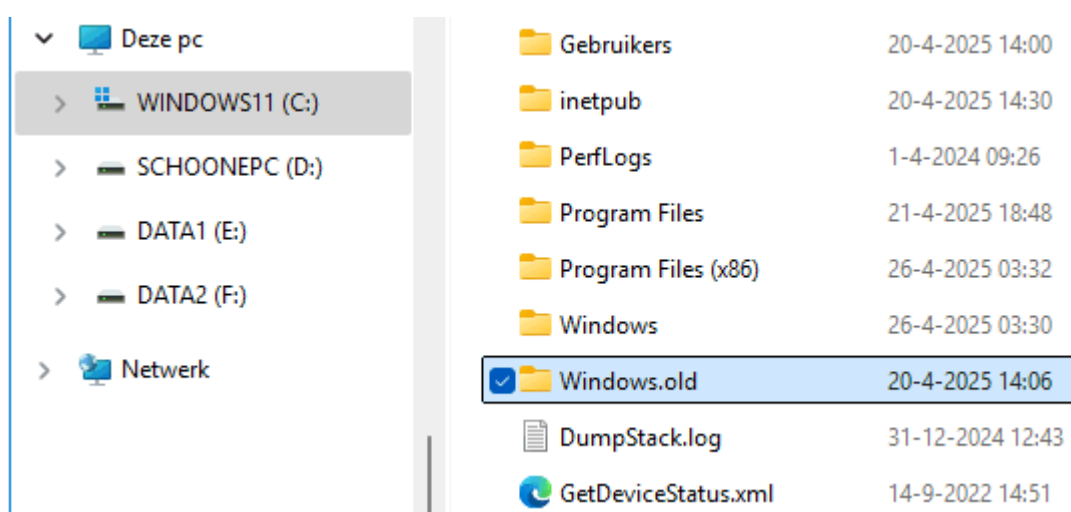 Deze pc
WINDOWS11 (C:)
SCHOONEPC (D:)
DATA1 (E:)
DATA2 (F:)
Netwerk
Gebruikers 20-4-2025 14:00
inetpub 20-4-2025 14:30
PerfLogs 1-4-2024 09:26
Program Files 21-4-2025 18:48
Program Files (x86) 26-4-2025 03:32
Windows 26-4-2025 03:30
Windows.old 20-4-2025 14:06
DumpStack.log 31-12-2024 12:43
GetDeviceStatus.xml 14-9-2022 14:51